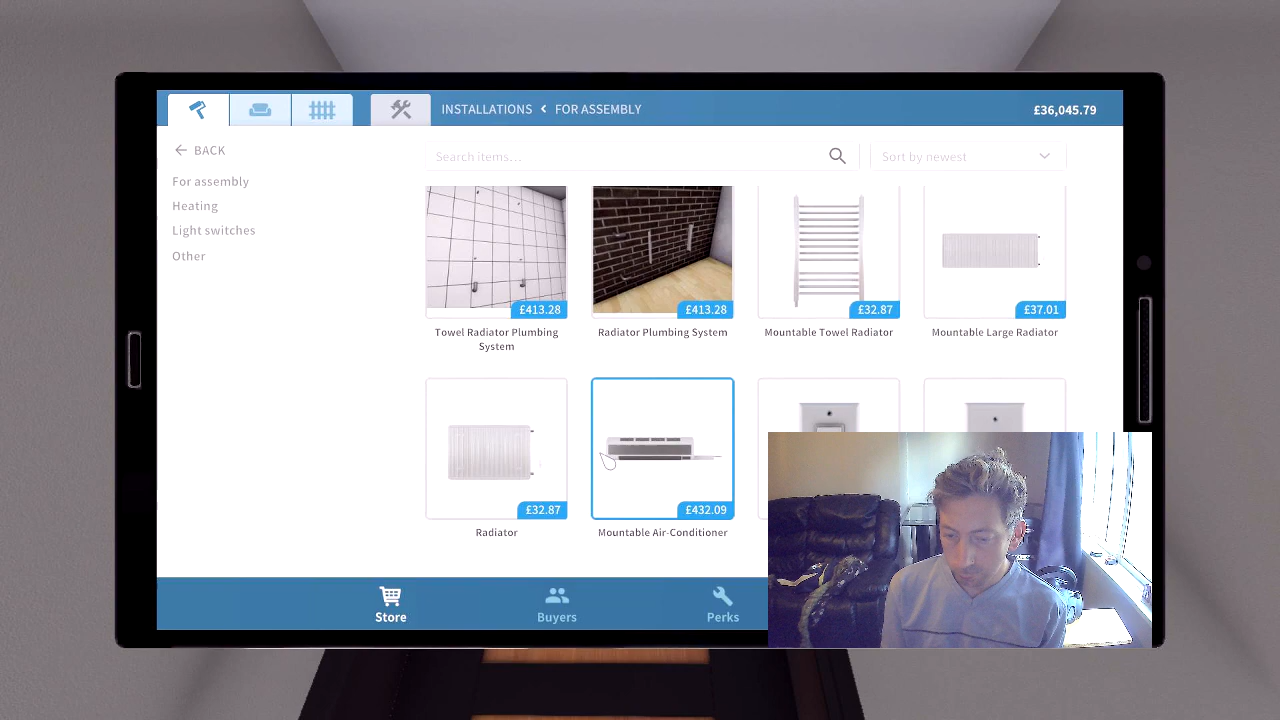 INSTALLATIONS < FOR ASSEMBLY
£36,045.79
BACK
Search items...
Sort by newest
For assembly
Heating
Light switches
Other
£413.28
£413.28
£32.87
£37.01
Towel Radiator Plumbing
System
Radiator Plumbing System
Mountable Towel Radiator
Mountable Large Radiator
£32.87
£432.09
Radiator
Mountable Air-Conditioner
Store
Buyers
Perks